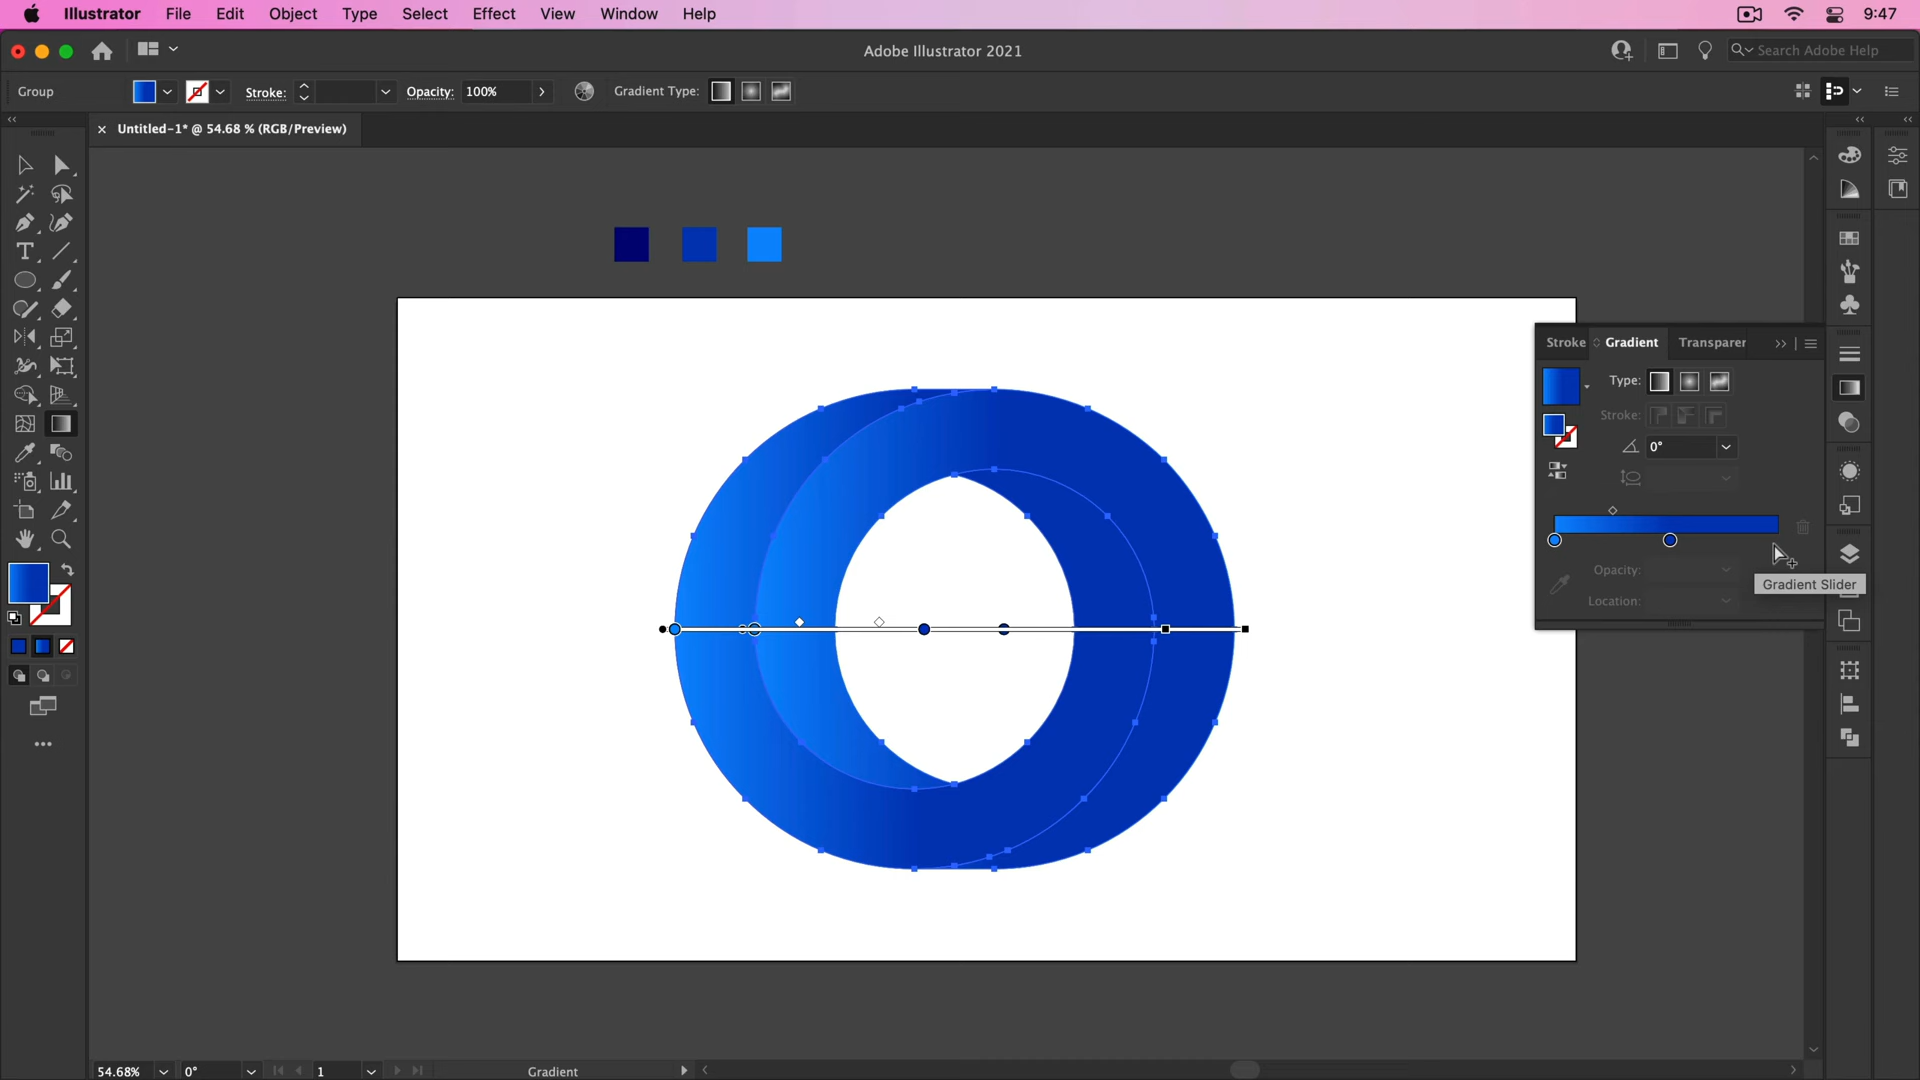 Illustrator File Edit Object Type Select Effect View Window Help 9:47
Adobe Illustrator 2021 Search Adobe Help
Group Stroke: Opacity: 100% Gradient Type:
Untitled-1* @ 54.68 % (RGB/Preview)
Stroke Gradient Transparer
Type:
Stroke:
0°
Opacity:
Gradient Slider
Location:
54.68% 0° 1 Gradient